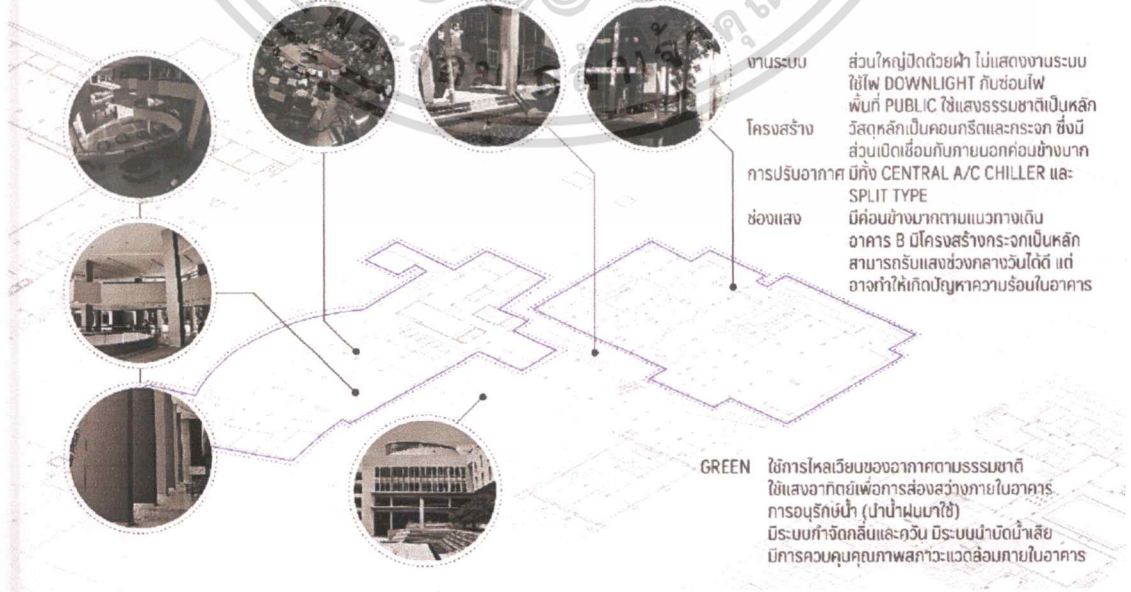 งานระบบ ส่วนใหญ่ปิดด้วยฝ้า ไม่แสดงงานระบบ
ใช้ไฟ DOWNLIGHT กับซ่อนไฟ
พื้นที่ PUBLIC ใช้แสงธรรมชาติเป็นหลัก
โครงสร้าง วัสดุหลักเป็นคอนกรีตและกระจก ซึ่งมี
ส่วนเปิดเชื่อมกับภายนอกค่อนข้างมาก
การปรับอากาศ มีทั้ง CENTRAL A/C CHILLER และ
SPLIT TYPE
ช่องแสง มีค่อนข้างมากตามแนวทางเดิน
อาคาร B มีโครงสร้างกระจกเป็นหลัก
สามารถรับแสงช่วงกลางวันได้ดี แต่
อาจทำให้เกิดปัญหาความร้อนในอาคาร
GREEN ใช้การไหลเวียนของอากาศตามธรรมชาติ
ใช้แสงอาทิตย์เพื่อการส่องสว่างภายในอาคาร
การอนุรักษ์น้ำ (นำน้ำฝนมาใช้)
มีระบบกำจัดกลิ่นและควัน มีระบบบำบัดน้ำเสีย
มีการควบคุมคุณภาพสภาวะแวดล้อมภายในอาคาร